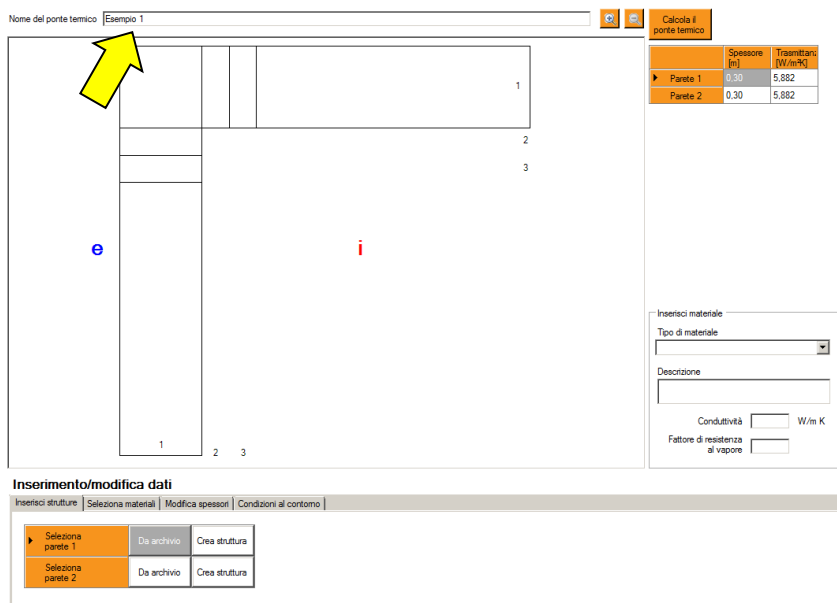 Nome del ponte termico Esempio 1
Calcola il
ponte termico
Spessore
[m]
Trasmittan:
[W/m²K]
Parete 1 0,30 5,882
Parete 2 0,30 5,882
1
2
3
e
i
1
2 3
Inserisci materiale
Tipo di materiale
Descrizione
Conduttività W/m K
Fattore di resistenza
al vapore
Inserimento/modifica dati
Inserisci strutture Seleziona materiali Modifica spessori Condizioni al contorno
Seleziona
parete 1
Da archivio Crea struttura
Seleziona
parete 2
Da archivio Crea struttura